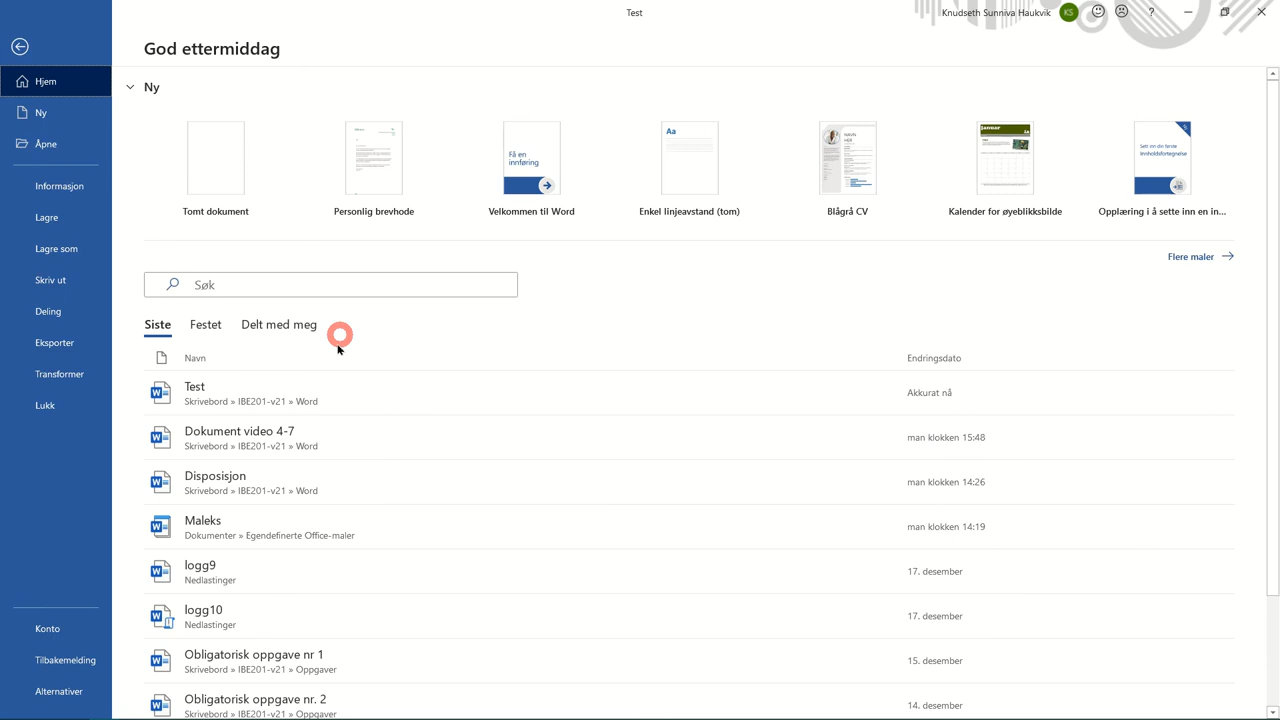 Test
Knudseth Sunniva Haukvik
KS
?
God ettermiddag
Hjem
Ny
Åpne
Informasjon
Lagre
Lagre som
Skriv ut
Deling
Eksporter
Transformer
Lukk
Konto
Tilbakemelding
Alternativer
Ny
Få en
innføring
Aa
Januar
Sett inn din første
innholdsfortegnelse
Tomt dokument
Personlig brevhode
Velkommen til Word
Enkel linjeavstand (tom)
Blågrå CV
Kalender for øyeblikksbilde
Opplæring i å sette inn en in...
Flere maler
Søk
Siste Festet Delt med meg
Navn Endringsdato
Test
Skrivebord » IBE201-v21 » Word
Akkurat nå
Dokument video 4-7
Skrivebord » IBE201-v21 » Word
man klokken 15:48
Disposisjon
Skrivebord » IBE201-v21 » Word
man klokken 14:26
Maleks
Dokumenter » Egendefinerte Office-maler
man klokken 14:19
logg9
Nedlastinger
17. desember
logg10
Nedlastinger
17. desember
Obligatorisk oppgave nr 1
Skrivebord » IBE201-v21 » Oppgaver
15. desember
Obligatorisk oppgave nr. 2
Skrivebord » IBE201-v21 » Oppgaver
14. desember